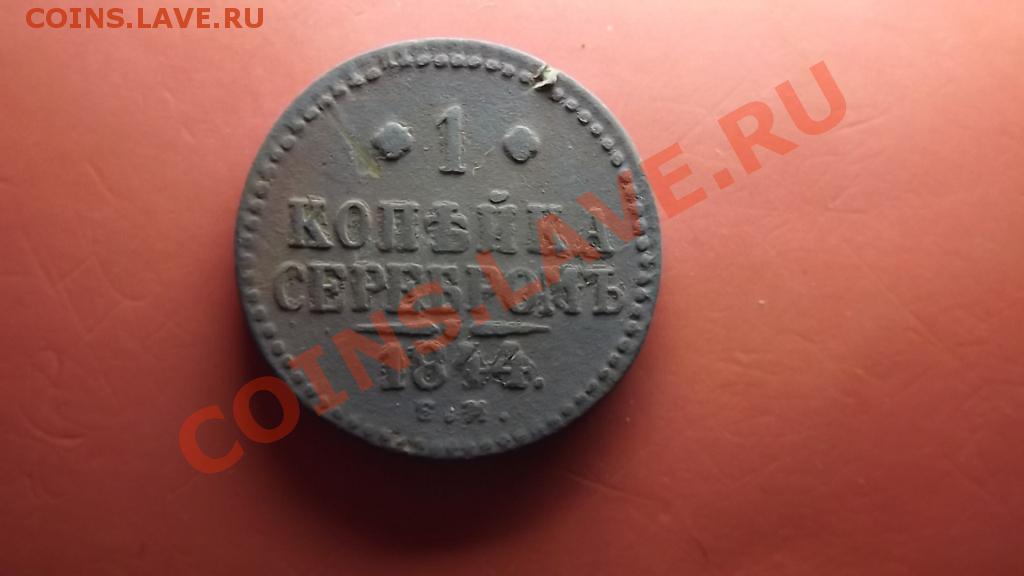 COINS.LAVE.RU
1
КОПѢЙКА
СЕРЕБРОМЪ
1844.
Е.М.
COINS.LAVE.RU